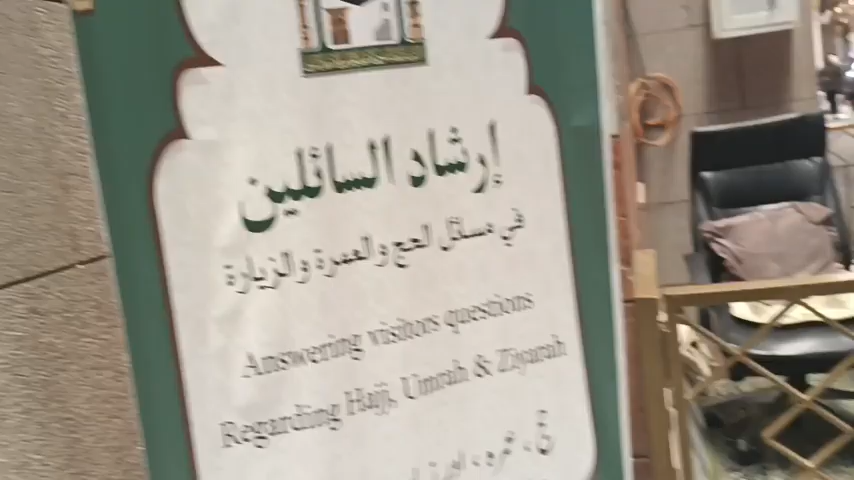 إرشاد السائلين
في مسائل الحج والعمرة والزيارة
Answering visitors questions
Regarding Hajj, Umrah & Ziyarah